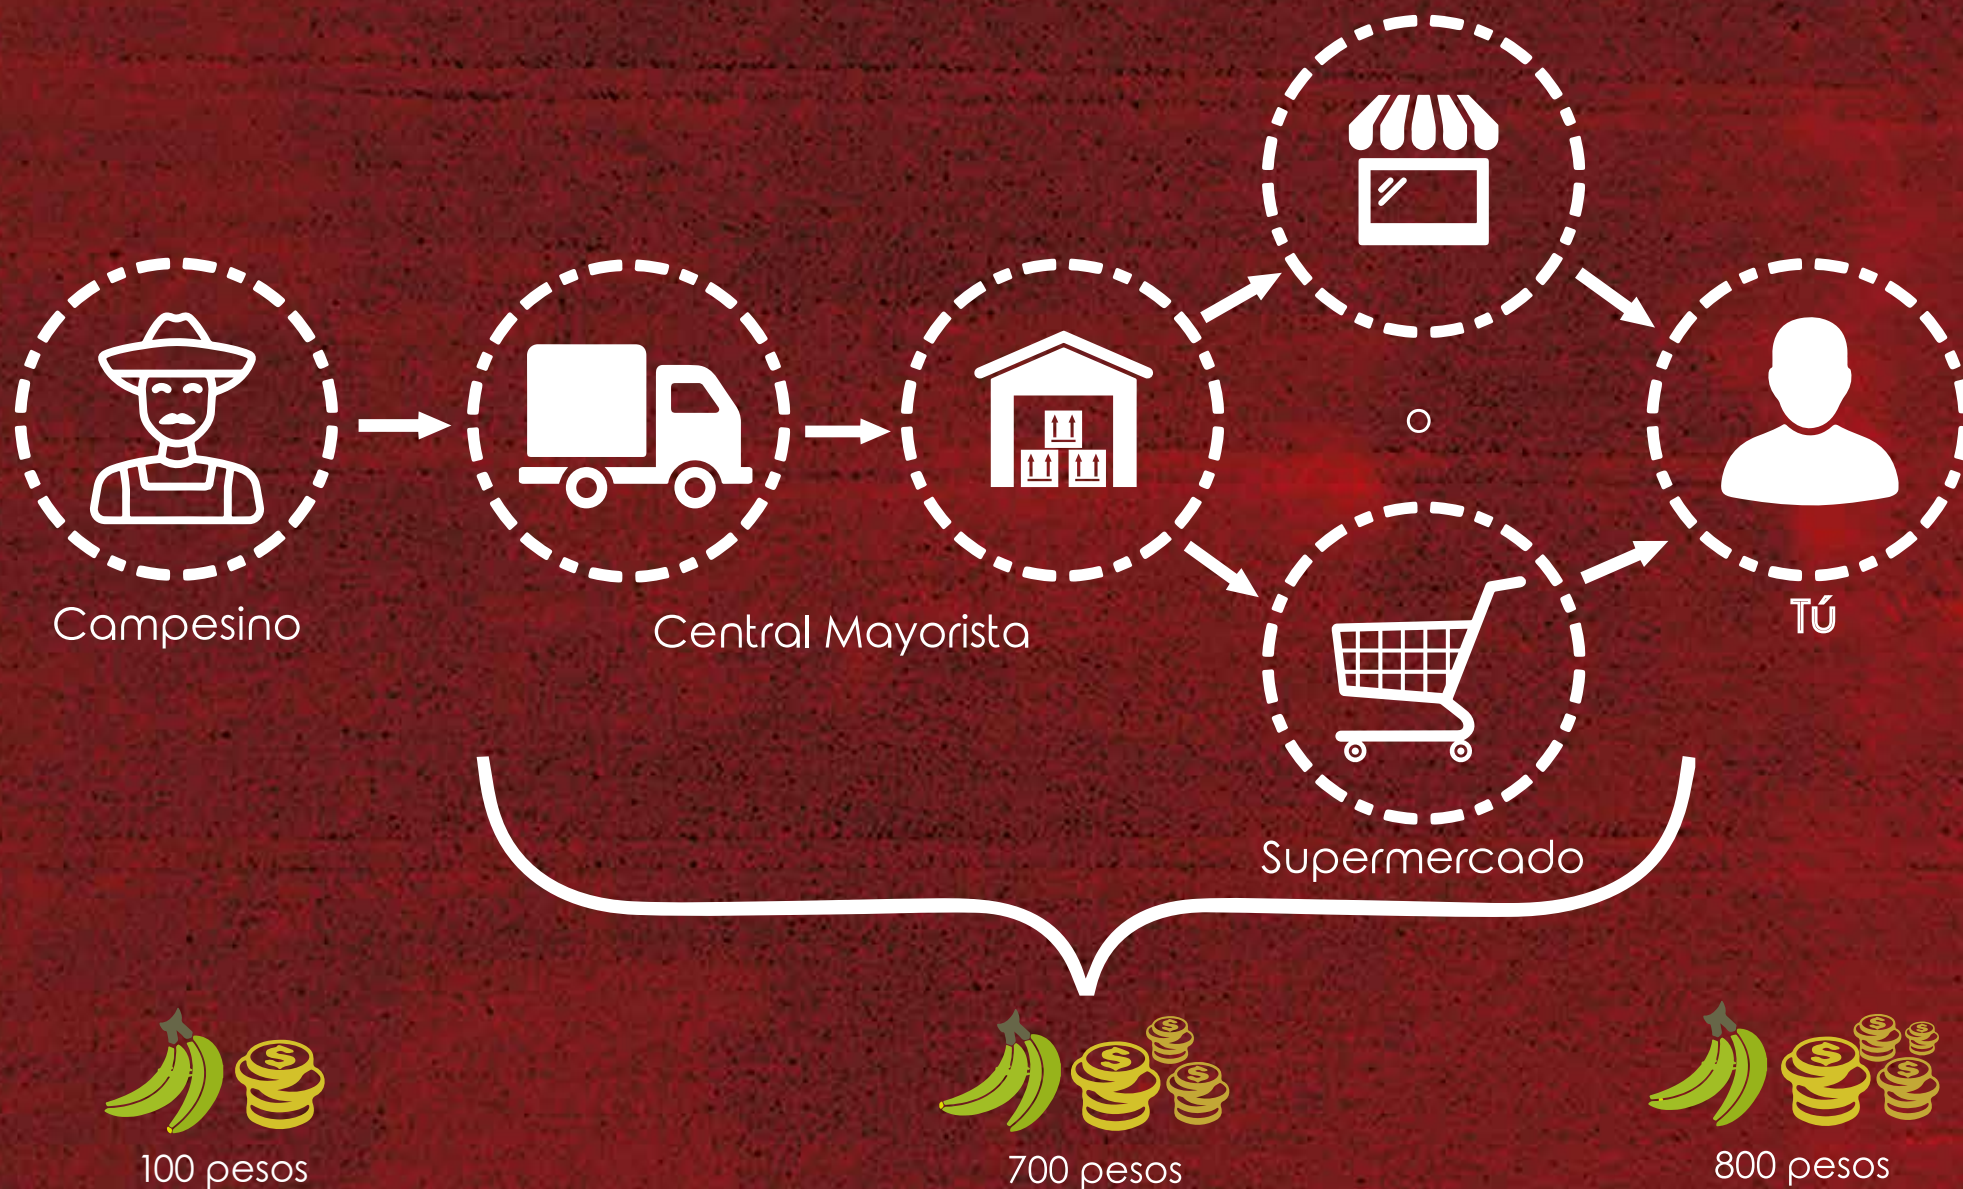 o
Campesino
Central Mayorista
Tú
Supermercado
100 pesos
700 pesos
800 pesos